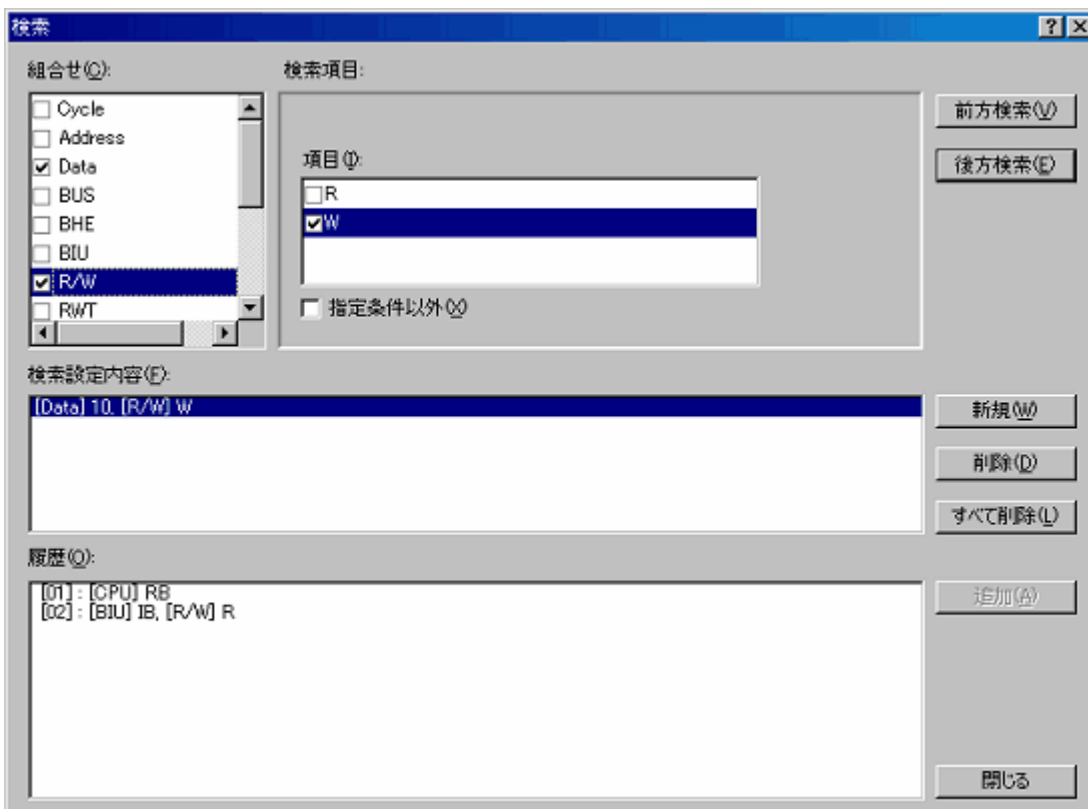 検索
組合せ(C):
検索項目:
Cycle
Address
Data
BUS
BHE
BIU
R/W
RWT
項目(I):
R
W
指定条件以外(X)
前方検索(V)
後方検索(E)
検索設定内容(F):
[Data] 10, [R/W] W
新規(W)
削除(D)
すべて削除(L)
履歴(O):
[01] : [CPU] RB
[02] : [BIU] IB, [R/W] R
追加(A)
閉じる